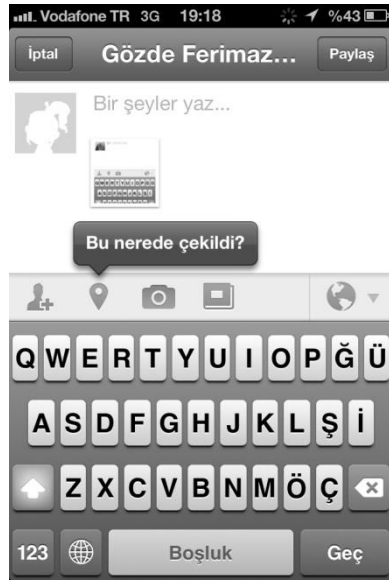 Vodafone TR 3G 19:18 %43
İptal Gözde Ferimaz... Paylaş
Bir şeyler yaz...
Bu nerede çekildi?
Q W E R T Y U I O P Ğ Ü
A S D F G H J K L Ş İ
Z X C V B N M Ö Ç
123 Boşluk Geç